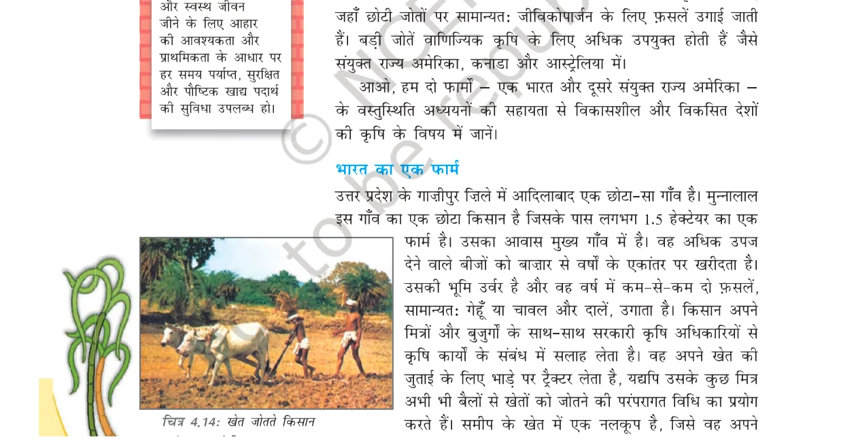 और स्वस्थ जीवन
जीने के लिए आहार
की आवश्यकता और
प्राथमिकता के आधार पर
हर समय पर्याप्त, सुरक्षित
और पौष्टिक खाद्य पदार्थ
की सुविधा उपलब्ध हो।
जहाँ छोटी जोतों पर सामान्यत: जीविकोपार्जन के लिए फ़सलें उगाई जाती
हैं। बड़ी जोतें वाणिज्यिक कृषि के लिए अधिक उपयुक्त होती हैं जैसे
संयुक्त राज्य अमेरिका, कनाडा और आस्ट्रेलिया में।
आओ, हम दो फार्मों – एक भारत और दूसरे संयुक्त राज्य अमेरिका –
के वस्तुस्थिति अध्ययनों की सहायता से विकासशील और विकसित देशों
की कृषि के विषय में जानें।
भारत का एक फार्म
उत्तर प्रदेश के गाज़ीपुर ज़िले में आदिलाबाद एक छोटा-सा गाँव है। मुन्नालाल
इस गाँव का एक छोटा किसान है जिसके पास लगभग 1.5 हेक्टेयर का एक
फार्म है। उसका आवास मुख्य गाँव में है। वह अधिक उपज
देने वाले बीजों को बाज़ार से वर्षों के एकांतर पर खरीदता है।
उसकी भूमि उर्वर है और वह वर्ष में कम-से-कम दो फ़सलें,
सामान्यत: गेहूँ या चावल और दालें, उगाता है। किसान अपने
मित्रों और बुजुर्गों के साथ-साथ सरकारी कृषि अधिकारियों से
कृषि कार्यों के संबंध में सलाह लेता है। वह अपने खेत की
जुताई के लिए भाड़े पर ट्रैक्टर लेता है, यद्यपि उसके कुछ मित्र
अभी भी बैलों से खेतों को जोतने की परंपरागत विधि का प्रयोग
करते हैं। समीप के खेत में एक नलकूप है, जिसे वह अपने
चित्र 4.14: खेत जोतते किसान
© NCE
to be repu